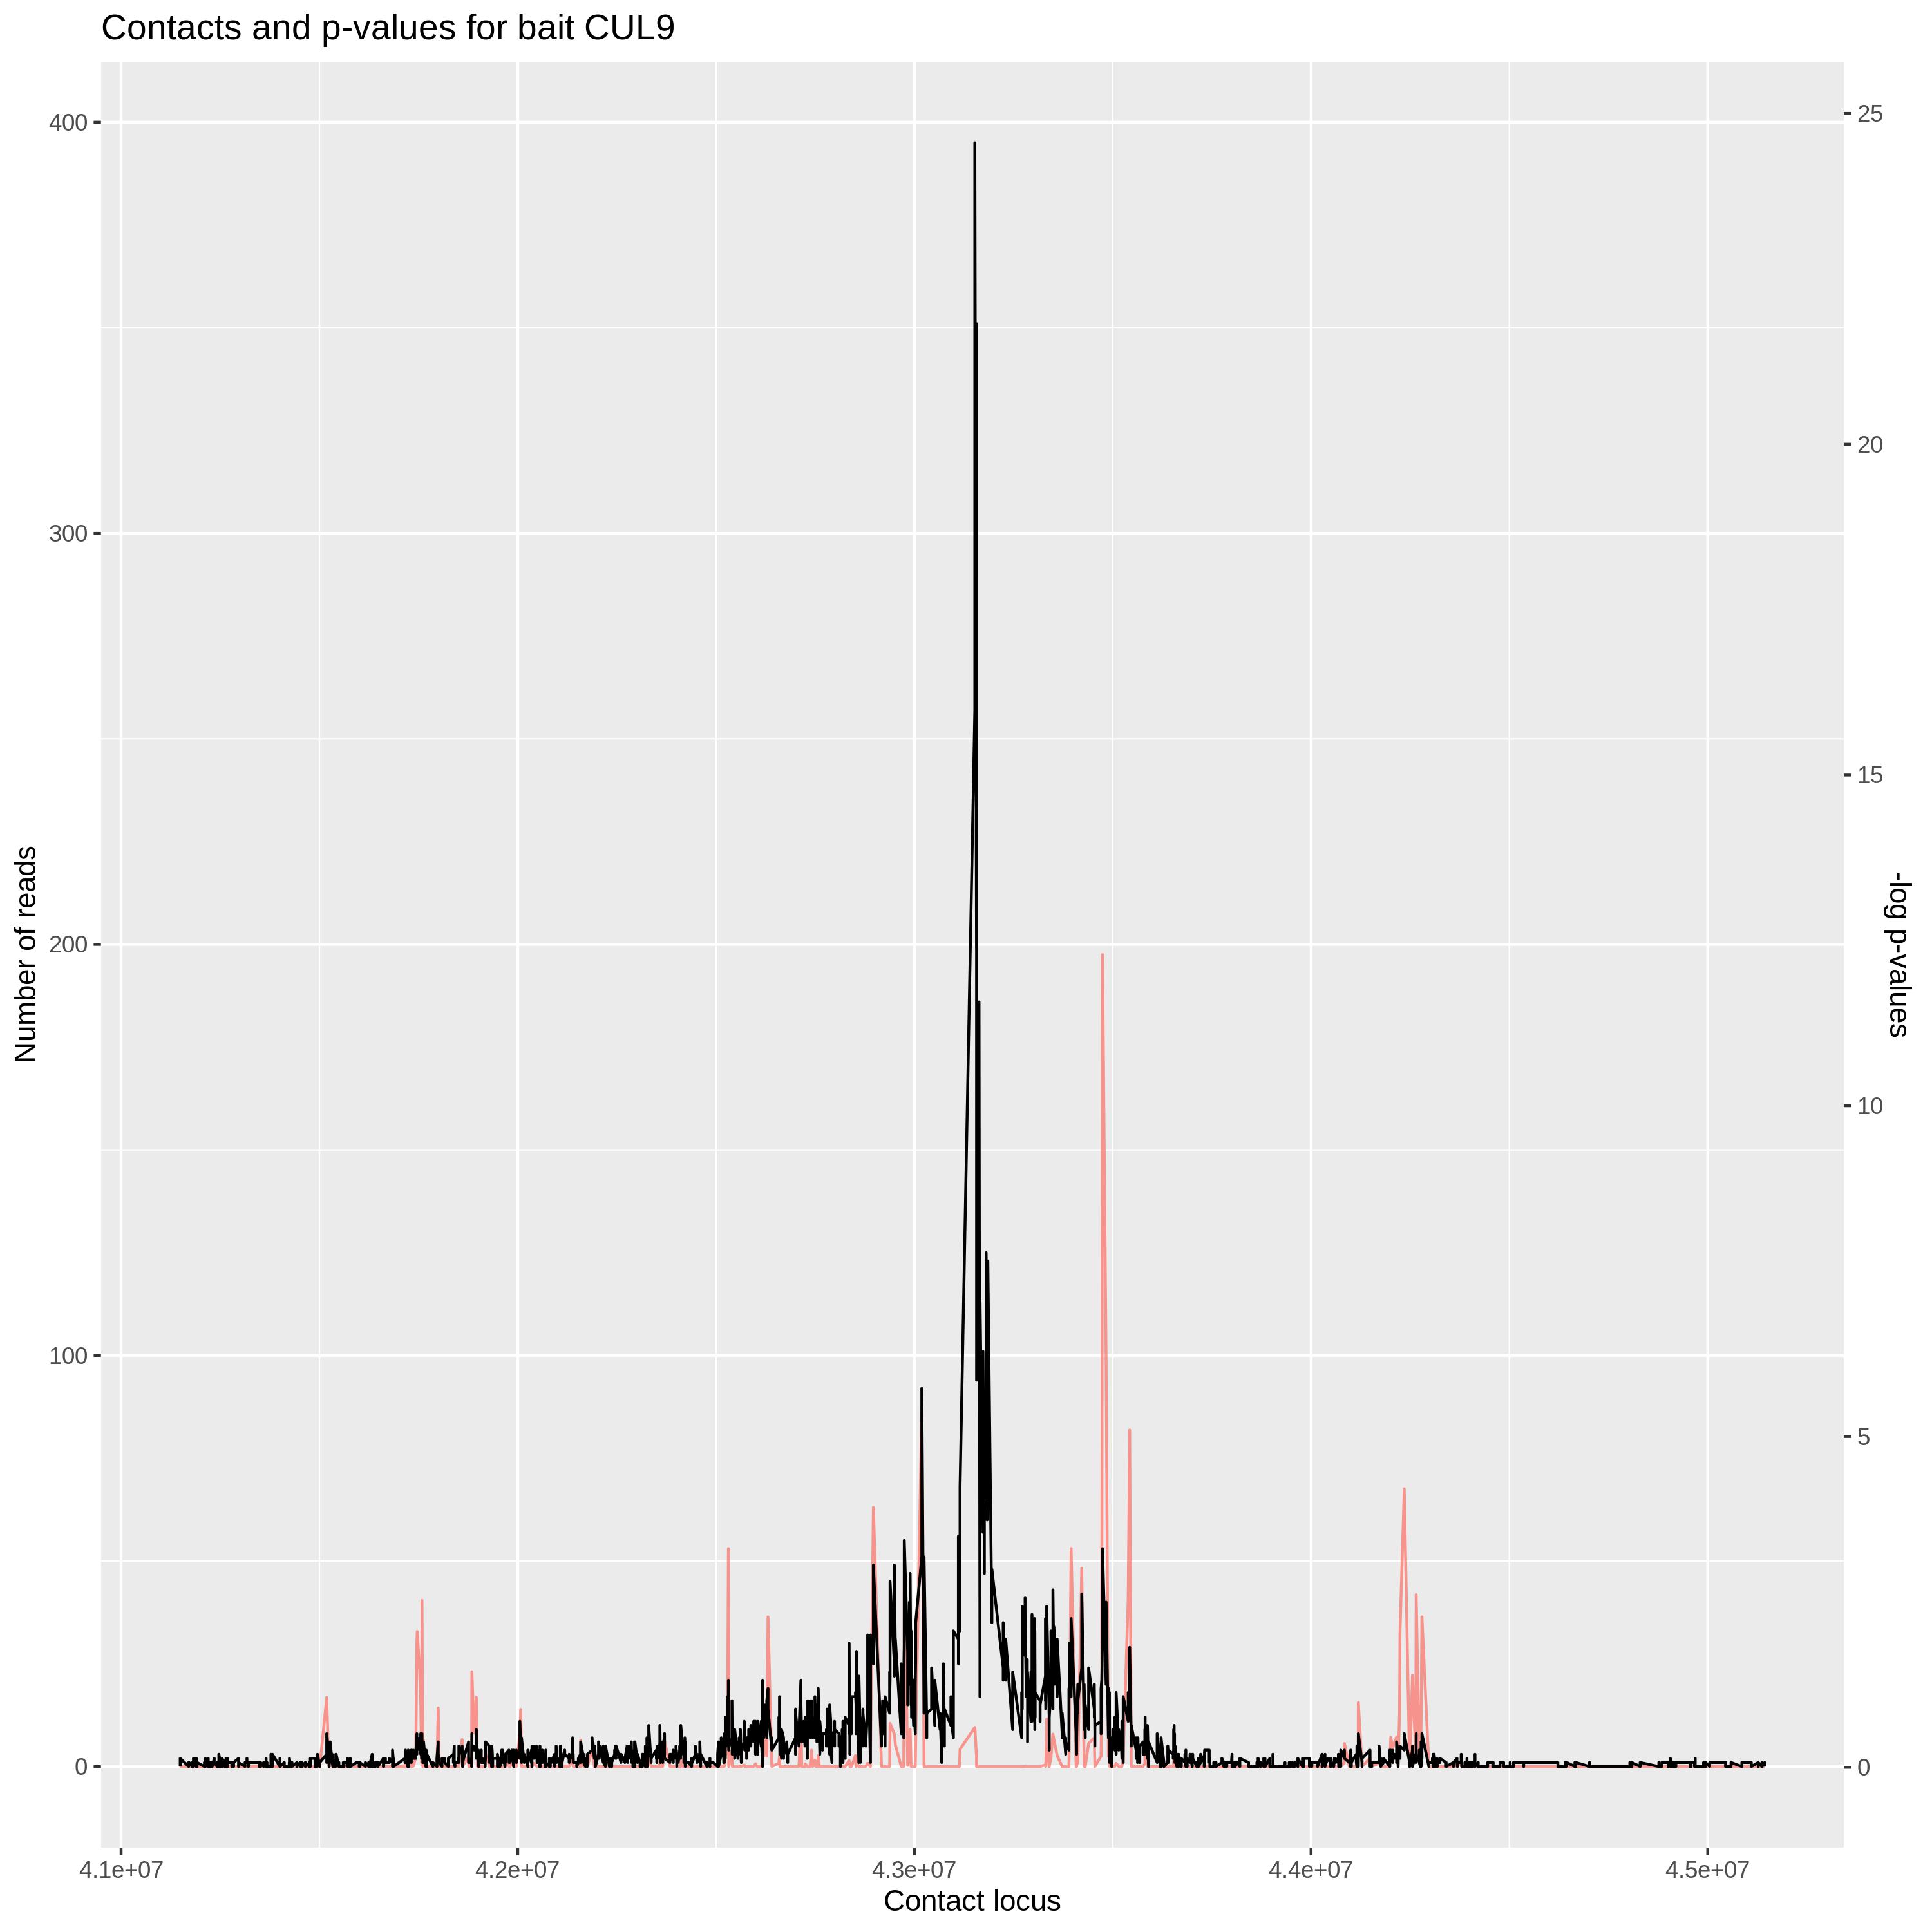 Contacts and p-values for bait CUL9
400
300
200
100
0
Number of reads
25
20
15
10
5
0
-log p-values
4.1e+07
4.2e+07
4.3e+07
4.4e+07
4.5e+07
Contact locus